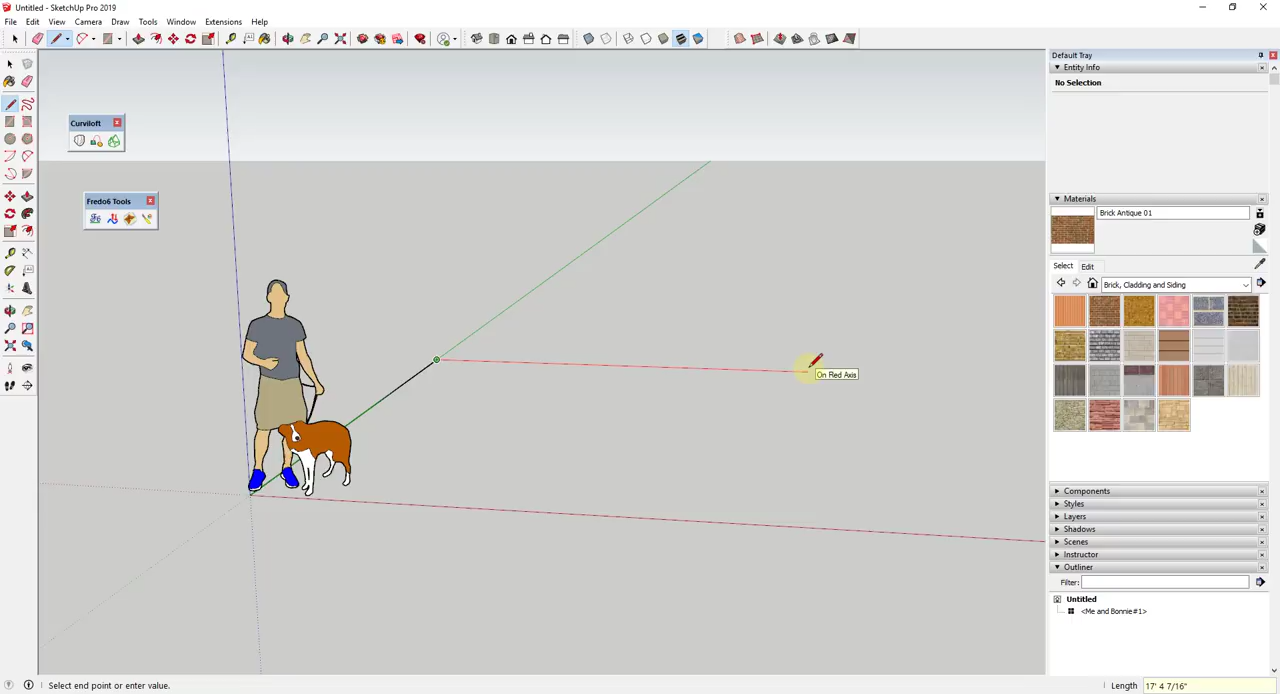 Untitled - SketchUp Pro 2019
File Edit View Camera Draw Tools Window Extensions Help
Default Tray
Entity Info
No Selection
Curviloft
Fredo6 Tools
Materials
Brick Antique 01
Select Edit
Brick, Cladding and Siding
On Red Axis
Components
Styles
Layers
Shadows
Scenes
Instructor
Outliner
Filter:
Untitled
<Me and Bonnie#1>
Select end point or enter value.
Length 17' 4 7/16"